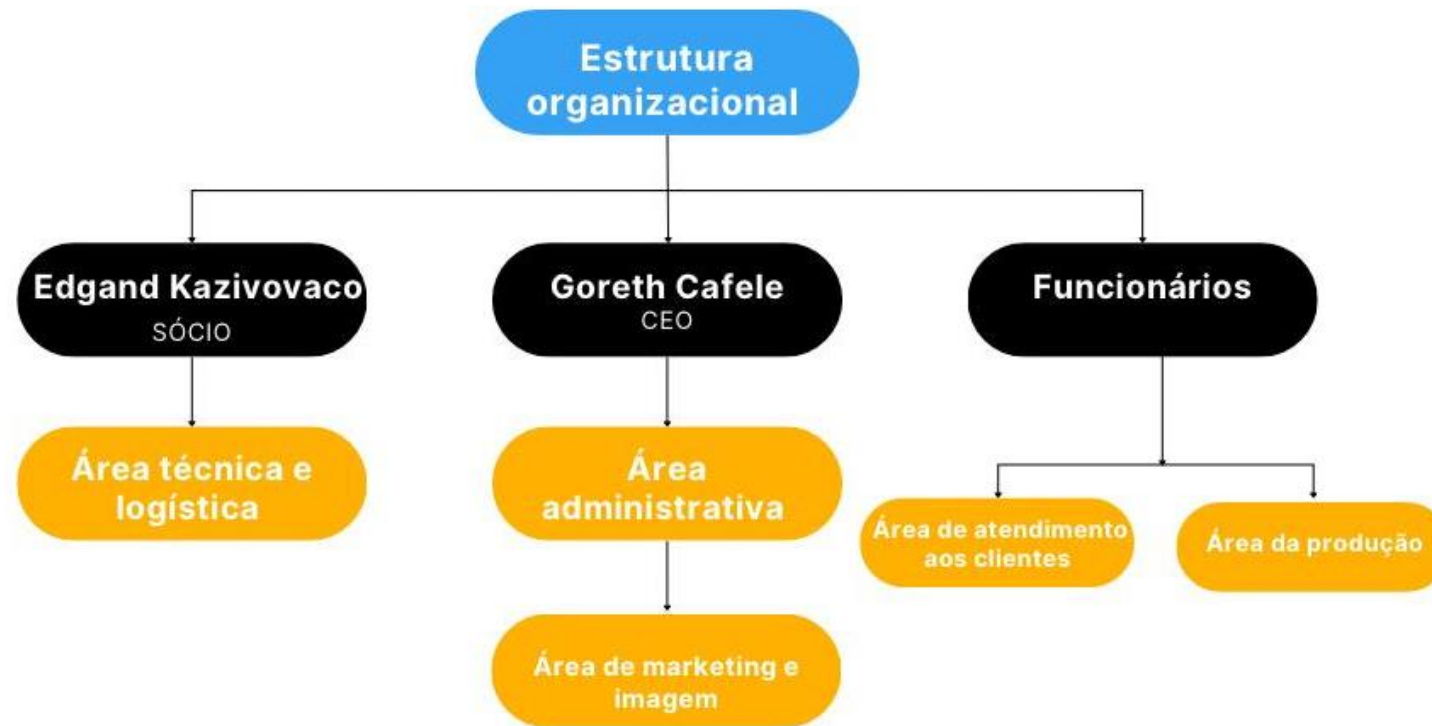 Estrutura
organizacional
Edgand Kazivovaco
SÓCIO
Goreth Cafele
CEO
Funcionários
Área técnica e
logística
Área
administrativa
Área de atendimento
aos clientes
Área da produção
Área de marketing e
imagem